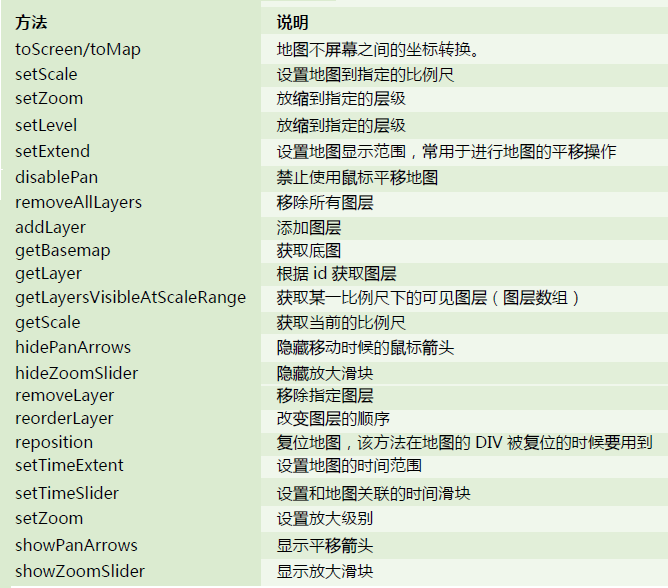 方法 说明
toScreen/toMap 地图不屏幕之间的坐标转换。
setScale 设置地图到指定的比例尺
setZoom 放缩到指定的层级
setLevel 放缩到指定的层级
setExtend 设置地图显示范围，常用于进行地图的平移操作
disablePan 禁止使用鼠标平移地图
removeAllLayers 移除所有图层
addLayer 添加图层
getBasemap 获取底图
getLayer 根据 id 获取图层
getLayersVisibleAtScaleRange 获取某一比例尺下的可见图层（图层数组）
getScale 获取当前的比例尺
hidePanArrows 隐藏移动时候的鼠标箭头
hideZoomSlider 隐藏放大滑块
removeLayer 移除指定图层
reorderLayer 改变图层的顺序
reposition 复位地图，该方法在地图的 DIV 被复位的时候要用到
setTimeExtent 设置地图的时间范围
setTimeSlider 设置和地图关联的时间滑块
setZoom 设置放大级别
showPanArrows 显示平移箭头
showZoomSlider 显示放大滑块